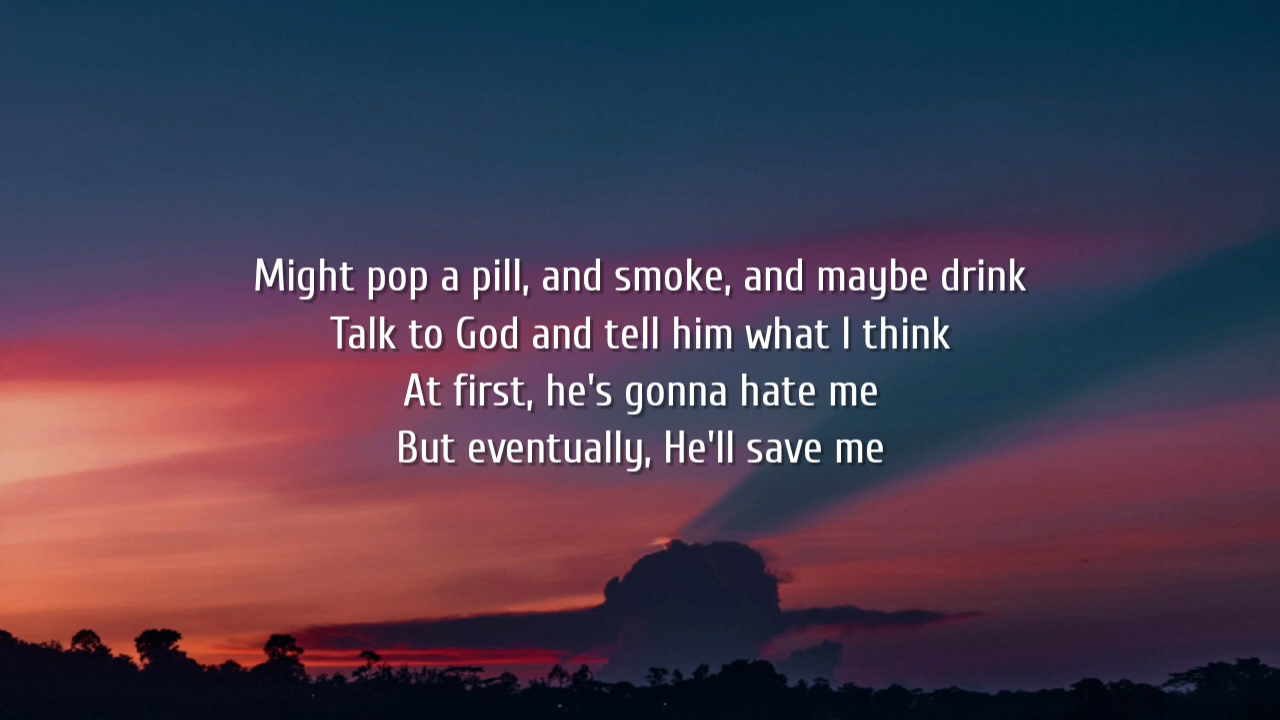 Might pop a pill, and smoke, and maybe drink
Talk to God and tell him what I think
At first, he's gonna hate me
But eventually, He'll save me